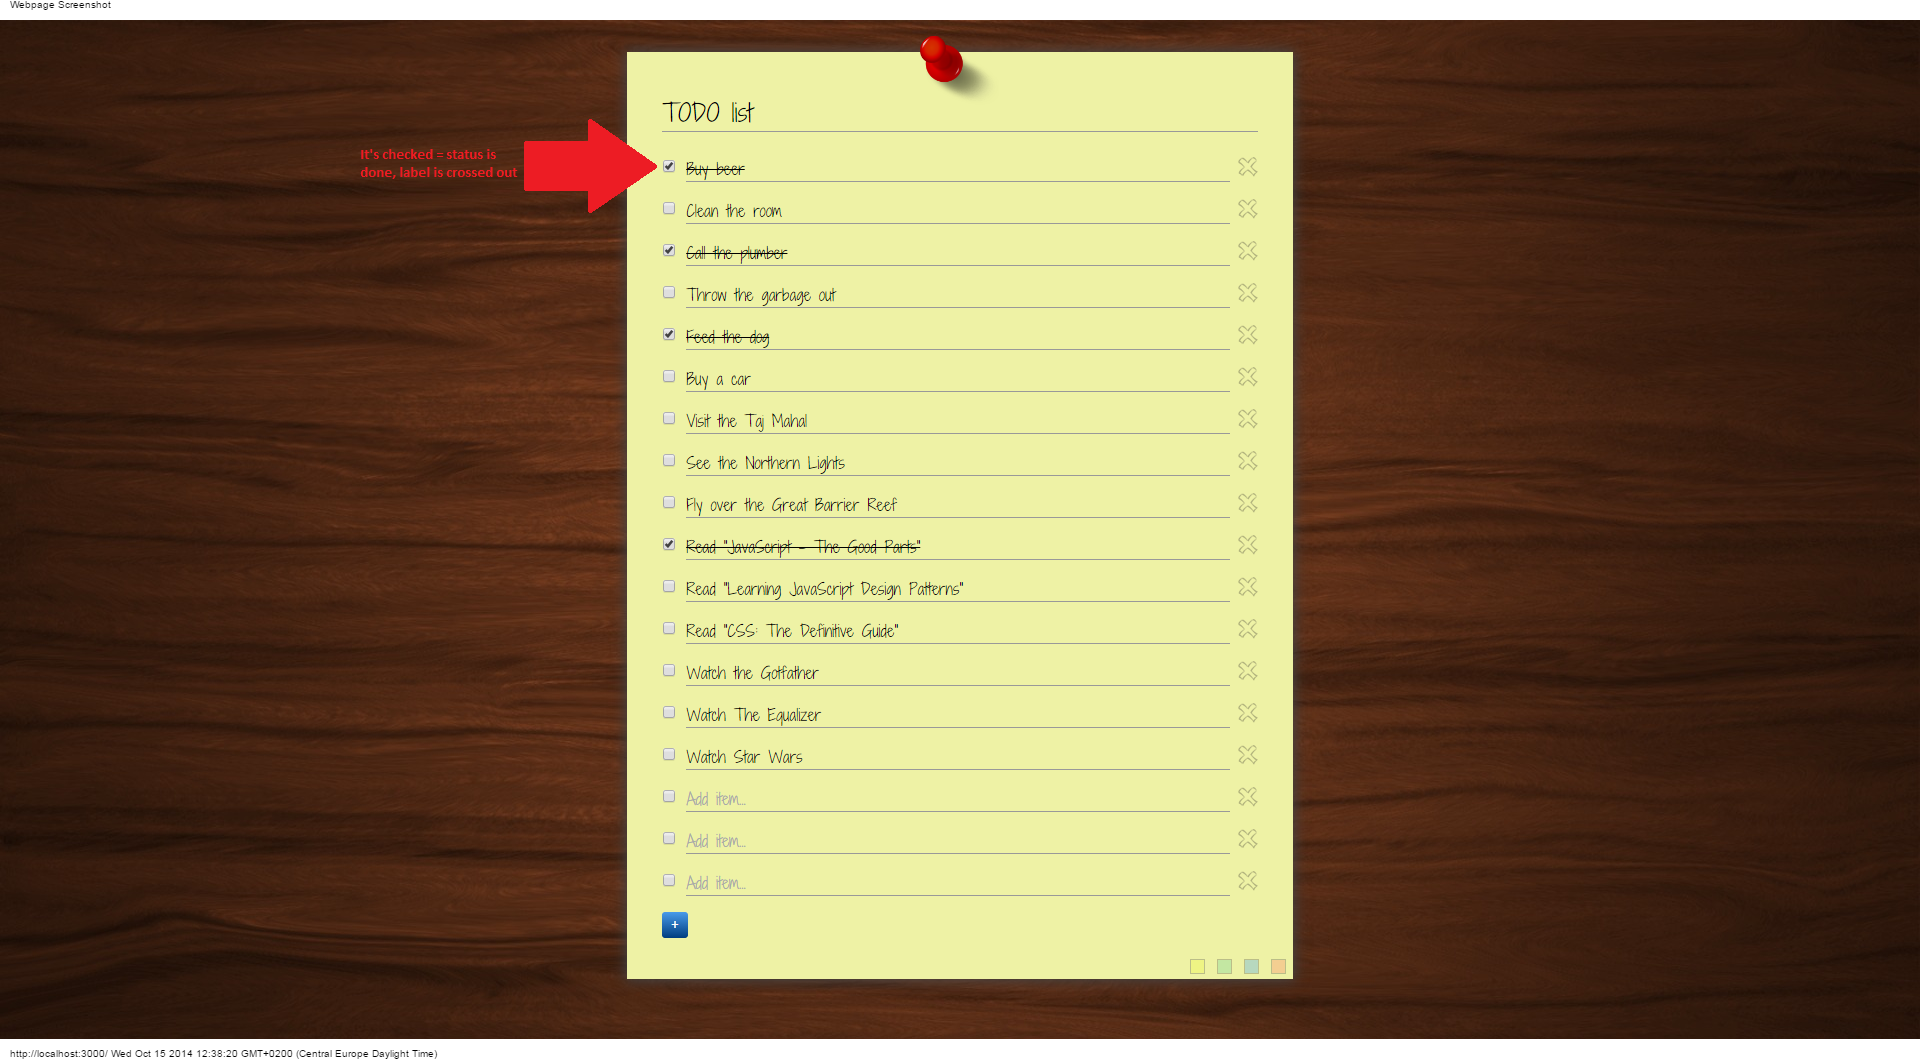 Webpage Screenshot
TODO list
It's checked = status is
done, label is crossed out
Buy beer
Clean the room
Call the plumber
Throw the garbage out
Feed the dog
Buy a car
Visit the Taj Mahal
See the Northern Lights
Fly over the Great Barrier Reef
Read "JavaScript - The Good Parts"
Read "Learning JavaScript Design Patterns"
Read "CSS: The Definitive Guide"
Watch the Gotfather
Watch The Equalizer
Watch Star Wars
Add item...
Add item...
Add item...
+
http://localhost:3000/ Wed Oct 15 2014 12:38:20 GMT+0200 (Central Europe Daylight Time)